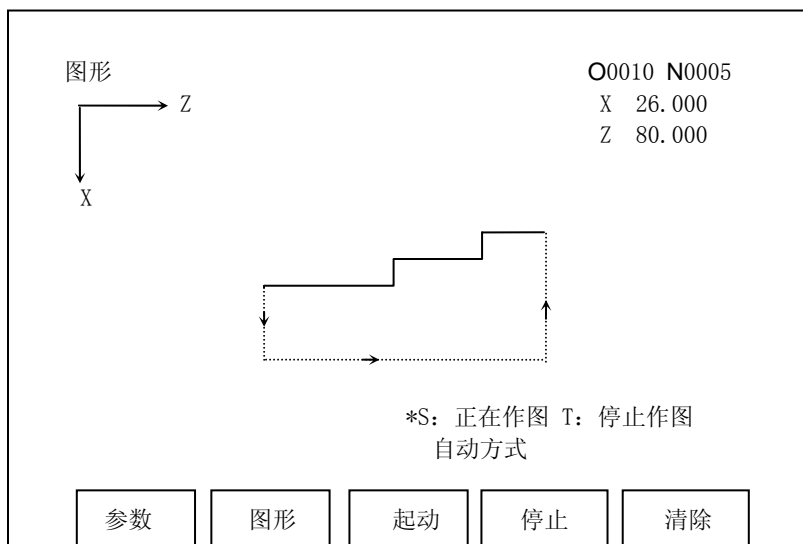 图形
O0010 N0005
X 26.000
Z 80.000
Z
X
*S：正在作图 T：停止作图
自动方式
参数 图形 起动 停止 清除